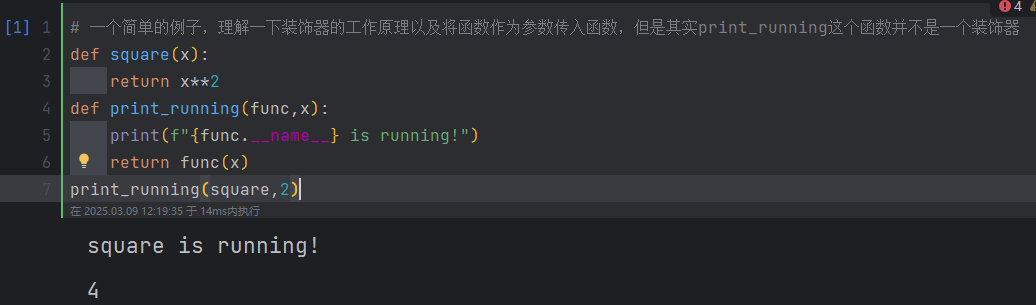 4
[1] 1 # 一个简单的例子，理解一下装饰器的工作原理以及将函数作为参数传入函数，但是其实print_running这个函数并不是一个装饰器
2 def square(x):
3 return x**2
4 def print_running(func,x):
5 print(f"{func.__name__} is running!")
6 return func(x)
7 print_running(square,2)
在 2025.03.09 12:19:35 于 14ms内执行
square is running!
4